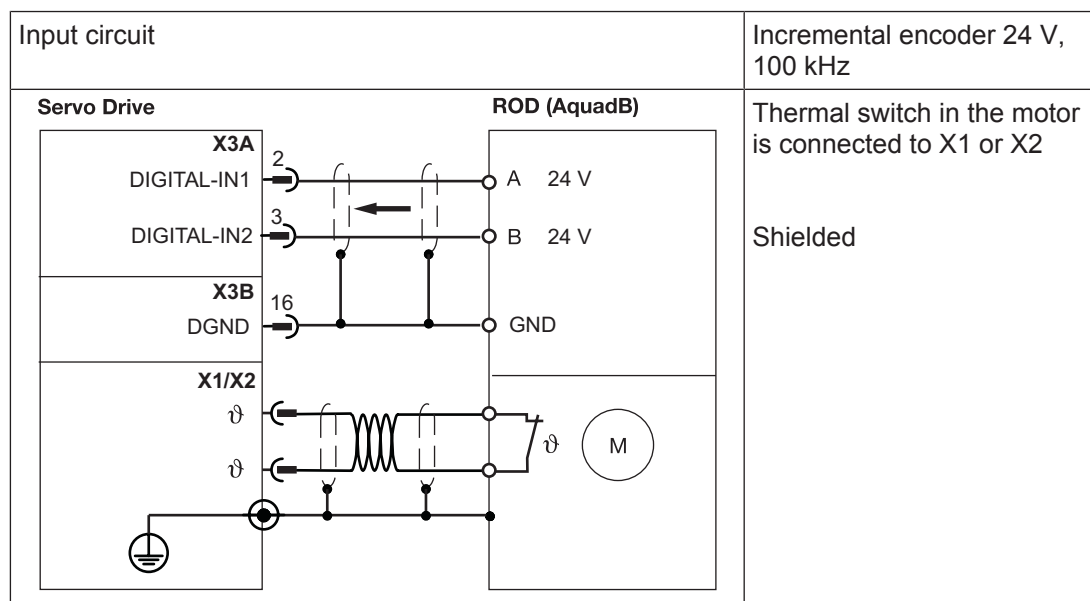 Input circuit
Incremental encoder 24 V,
100 kHz
Servo Drive
ROD (AquadB)
Thermal switch in the motor
is connected to X1 or X2
X3A
DIGITAL-IN1
2
A 24 V
DIGITAL-IN2
3
B 24 V
Shielded
X3B
DGND
16
GND
X1/X2
ϑ
ϑ
ϑ
M